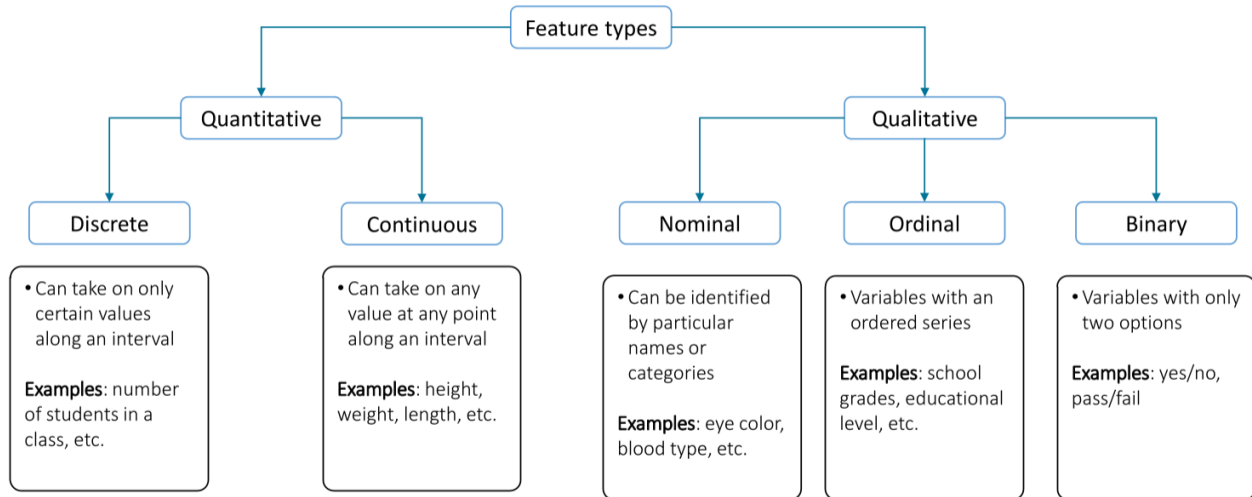 Feature types
Quantitative
Qualitative
Discrete
Continuous
Nominal
Ordinal
Binary
• Can take on only
certain values
along an interval
Examples: number
of students in a
class, etc.
• Can take on any
value at any point
along an interval
Examples: height,
weight, length, etc.
• Can be identified
by particular
names or
categories
Examples: eye color,
blood type, etc.
• Variables with an
ordered series
Examples: school
grades, educational
level, etc.
• Variables with only
two options
Examples: yes/no,
pass/fail